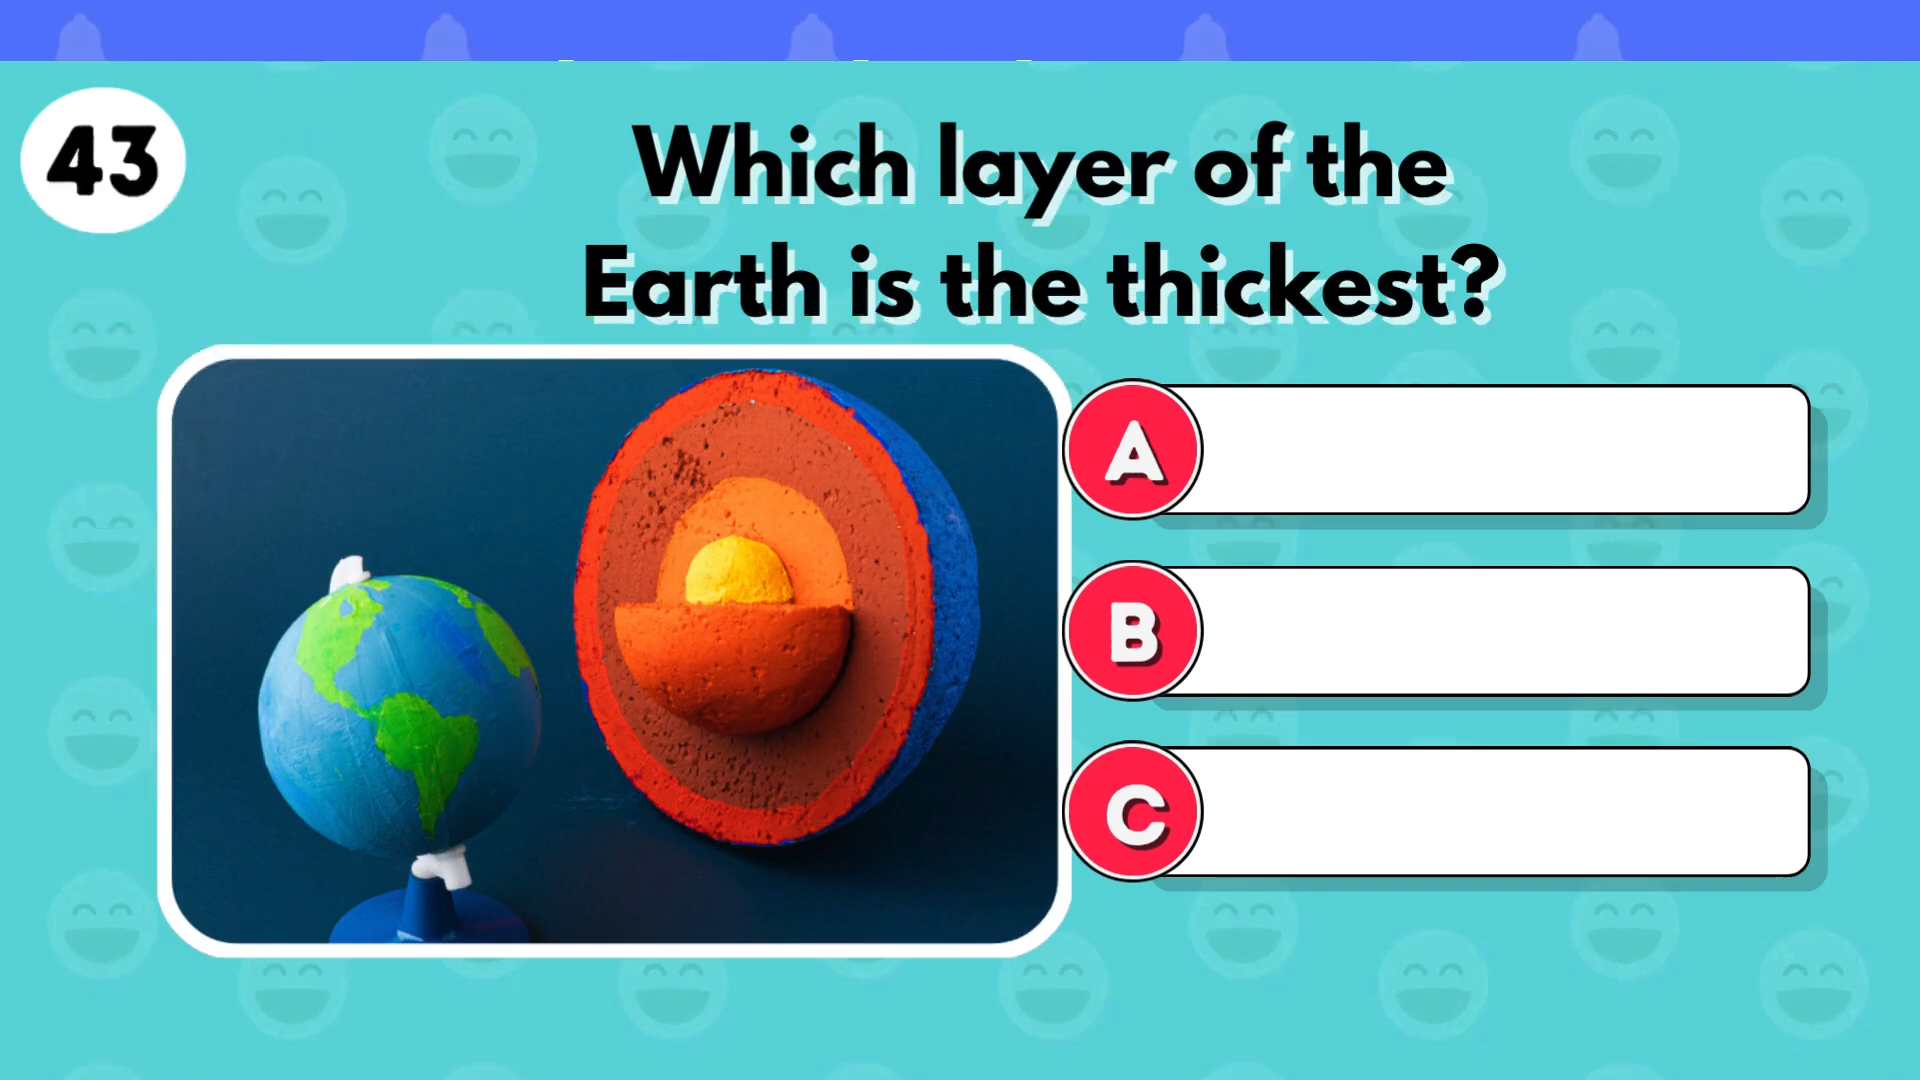 43
Which layer of the
Earth is the thickest?
A
B
C